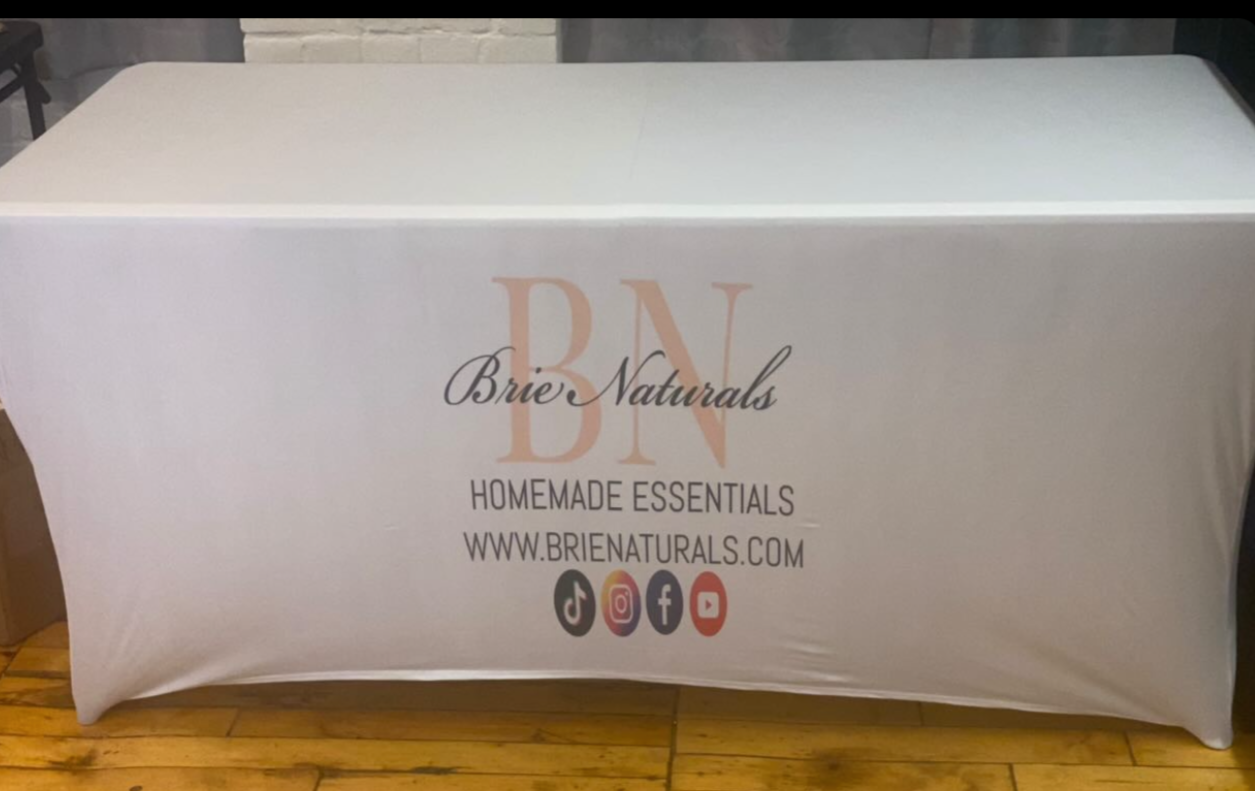 BN
Brie Naturals
HOMEMADE ESSENTIALS
WWW.BRIENATURALS.COM